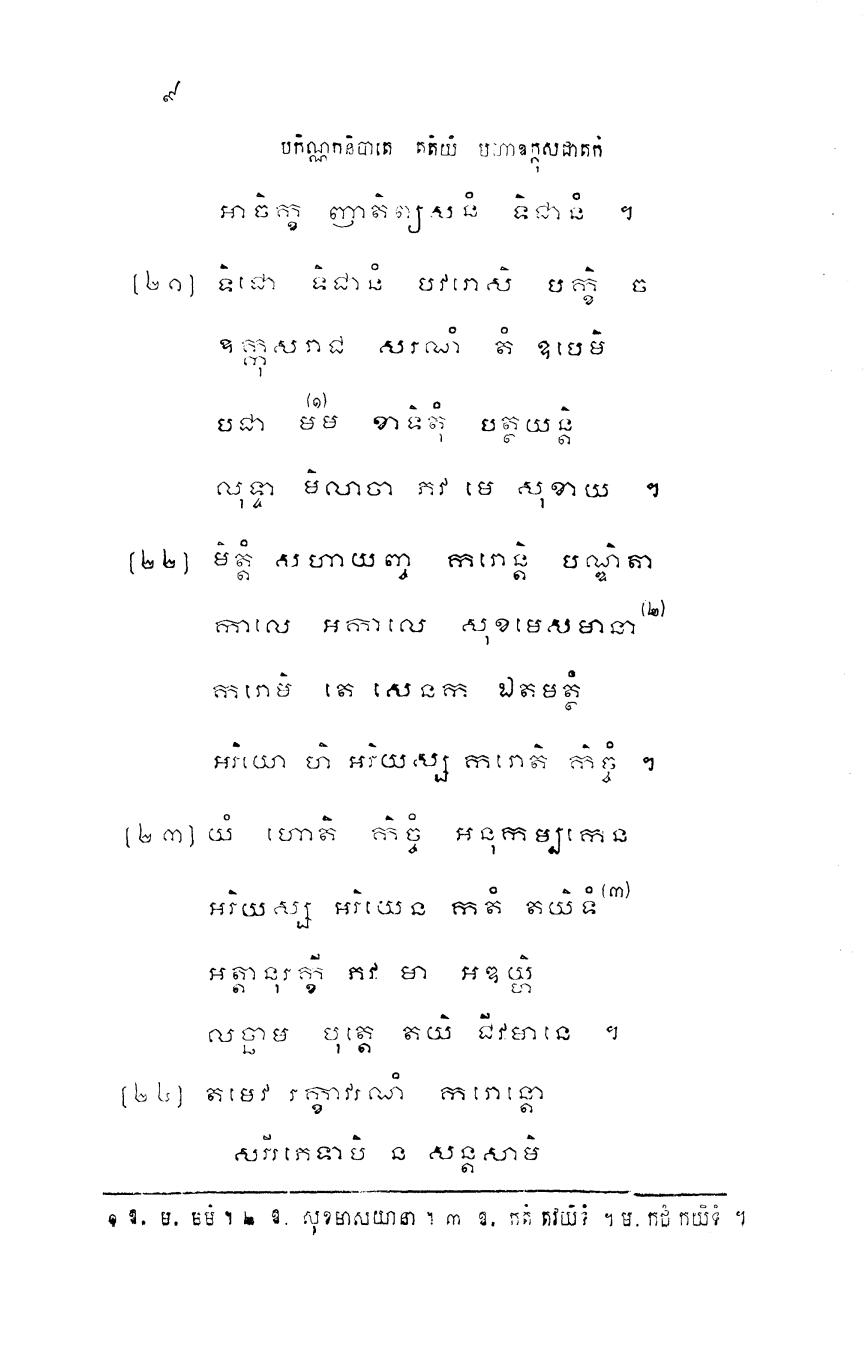 ៩
បកិណ្ណកនិបាតេ តតិយំ មហាឧក្កុសជាតកំ
អាចិក្ខ ញាតិព្យសនំ ទិជានំ ។
(២១) ទិជោ ទិជានំ បវរោសិ បក្ខិ ច
ឧក្កុសរាជ សរណំ តំ ឧបេមិ
បជា មម (១) ខាទិតុំ បត្ថយន្តិ
លុទ្ទា មិលាចា ភវ មេ សុខាយ ។
(២២) មិត្តំ សហាយញ្ច ករោន្តិ បណ្ឌិតា
កាលេ អកាលេ សុខមេសមានា (២)
ករោមិ តេ សេនក ឯតមត្ថំ
អរិយោ ហិ អរិយស្ស ករោតិ កិច្ចំ ។
(២៣) យំ ហោតិ កិច្ចំ អនុកម្បកេន
អរិយស្ស អរិយេន កតំ តយិទំ (៣)
អត្តានុរក្ខី ភវ មា អឌយ្ហិ
លច្ឆាម បុត្តេ តយិ ជីវមានេ ។
(២៤) តមេវ រក្ខាវរណំ ករោន្តោ
សរីរភេទាបិ ន សន្តសាមិ
១ ឱ. ម. មមំ ។ ២ ឱ. សុខមាសយានា ។ ៣ ឱ. កតំ តវយិទំ ។ ម. កដំ កយិទំ ។